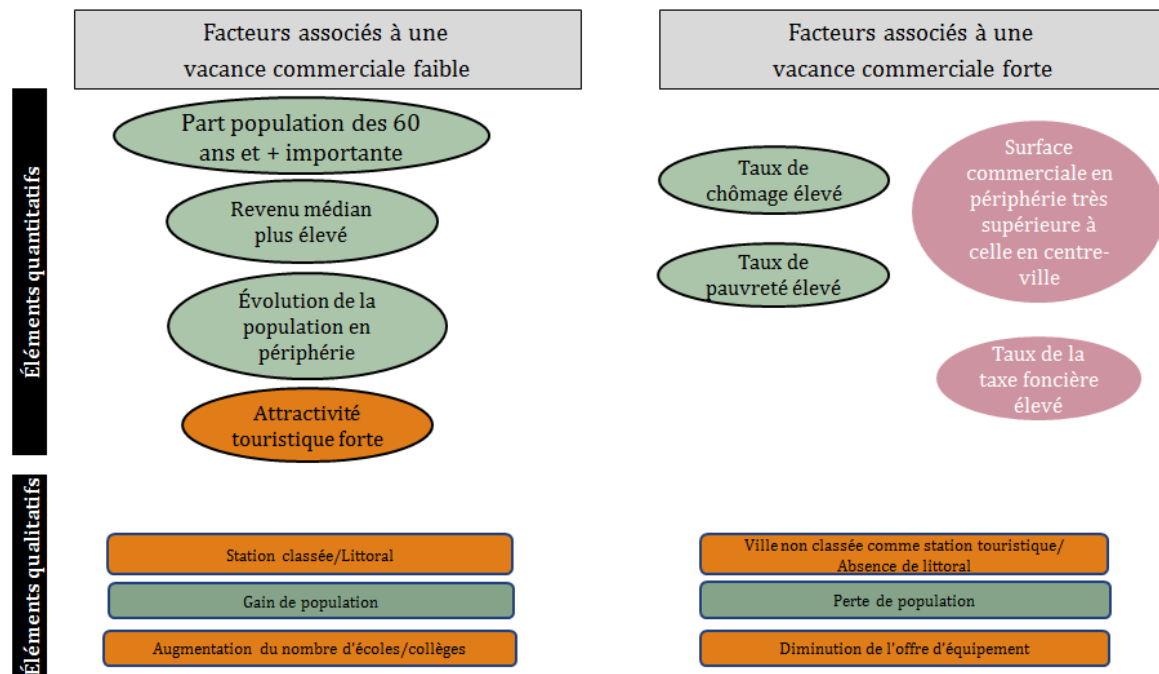 Facteurs associés à une
vacance commerciale faible
Facteurs associés à une
vacance commerciale forte
Éléments quantitatifs
Part population des 60
ans et + importante
Revenu médian
plus élevé
Évolution de la
population en
périphérie
Attractivité
touristique forte
Taux de
chômage élevé
Taux de
pauvreté élevé
Surface
commerciale en
périphérie très
supérieure à
celle en centre-
ville
Taux de la
taxe foncière
élevé
Éléments qualitatifs
Station classée/Littoral
Gain de population
Augmentation du nombre d'écoles/collèges
Ville non classée comme station touristique/
Absence de littoral
Perte de population
Diminution de l'offre d'équipement